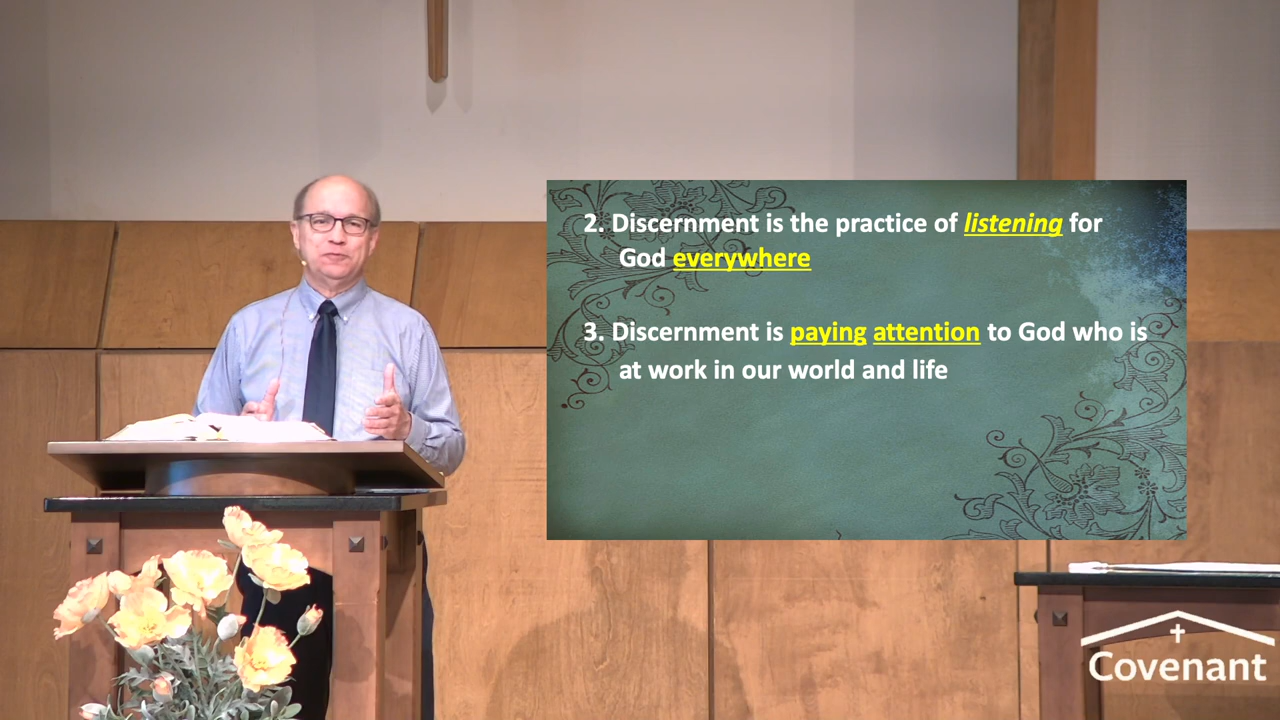 2. Discernment is the practice of listening for
God everywhere
3. Discernment is paying attention to God who is
at work in our world and life
Covenant